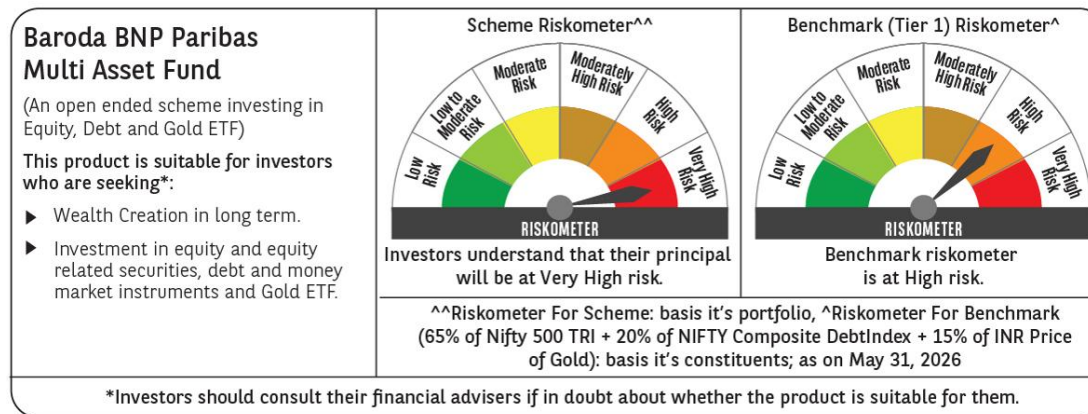 Baroda BNP Paribas
Multi Asset Fund
(An open ended scheme investing in
Equity, Debt and Gold ETF)
This product is suitable for investors
who are seeking*:
▶ Wealth Creation in long term.
▶ Investment in equity and equity
related securities, debt and money
market instruments and Gold ETF.
Scheme Riskometer^^
Low
Risk
Low to
Moderate
Risk
Moderate
Risk
Moderately
High Risk
High
Risk
Very High
Risk
RISKOMETER
Investors understand that their principal
will be at Very High risk.
Benchmark (Tier 1) Riskometer^
Low
Risk
Low to
Moderate
Risk
Moderate
Risk
Moderately
High Risk
High
Risk
Very High
Risk
RISKOMETER
Benchmark riskometer
is at High risk.
^^Riskometer For Scheme: basis it's portfolio, ^Riskometer For Benchmark
(65% of Nifty 500 TRI + 20% of NIFTY Composite DebtIndex + 15% of INR Price
of Gold): basis it's constituents; as on May 31, 2026
*Investors should consult their financial advisers if in doubt about whether the product is suitable for them.